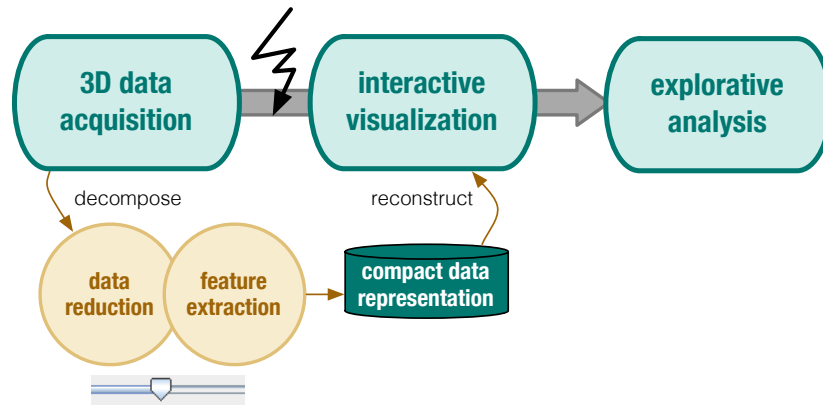 3D data
acquisition
interactive
visualization
explorative
analysis
decompose
reconstruct
data
reduction
feature
extraction
compact data
representation